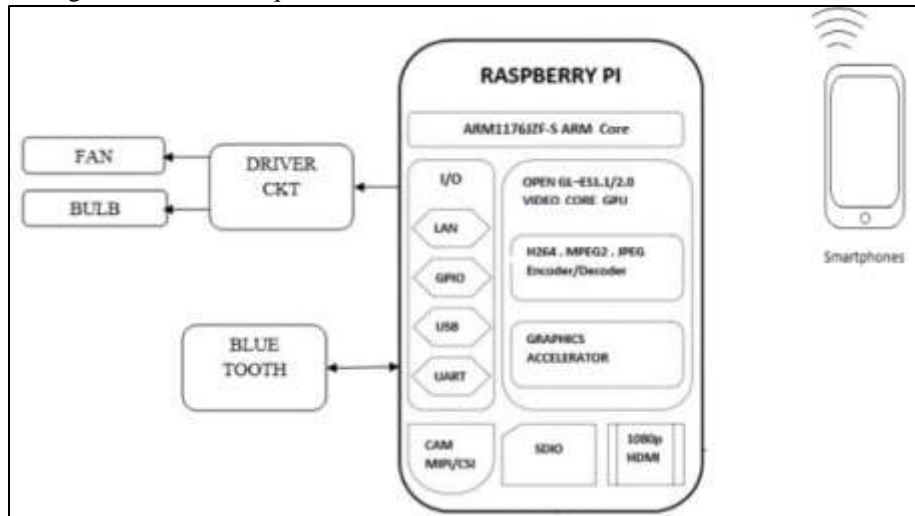 RASPBERRY PI
ARM1176JZF-S ARM Core
FAN
BULB
DRIVER
CKT
I/O
LAN
GPIO
USB
UART
OPEN GL-ES1.1/2.0
VIDEO CORE GPU
H264 . MPEG2 . JPEG
Encoder/Decoder
GRAPHICS
ACCELERATOR
BLUE
TOOTH
CAM
MIPI/CSI
SDIO
1080p
HDMI
Smartphones